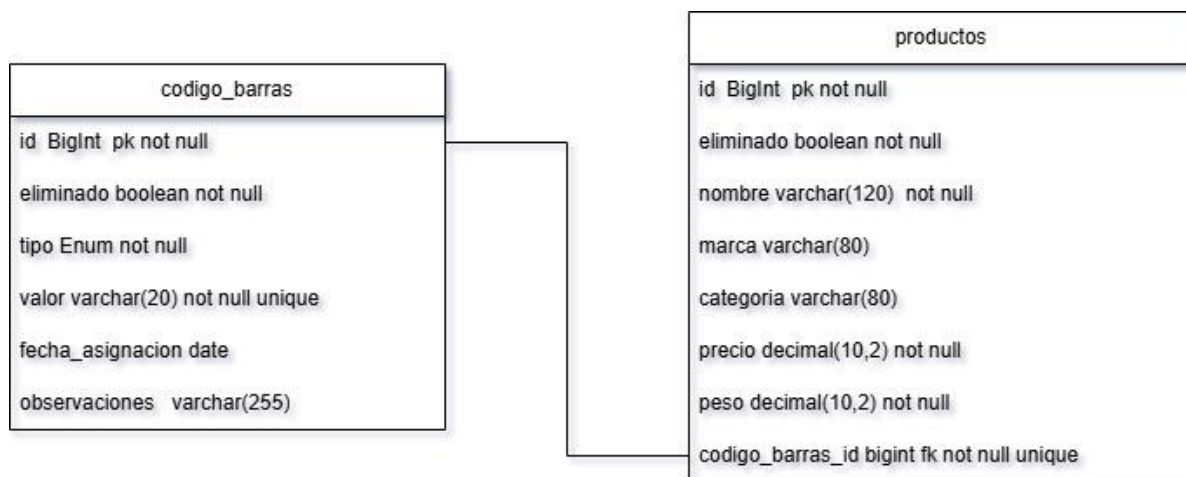 codigo_barras
id BigInt pk not null
eliminado boolean not null
tipo Enum not null
valor varchar(20) not null unique
fecha_asignacion date
observaciones varchar(255)
productos
id BigInt pk not null
eliminado boolean not null
nombre varchar(120) not null
marca varchar(80)
categoria varchar(80)
precio decimal(10,2) not null
peso decimal(10,2) not null
codigo_barras_id bigint fk not null unique